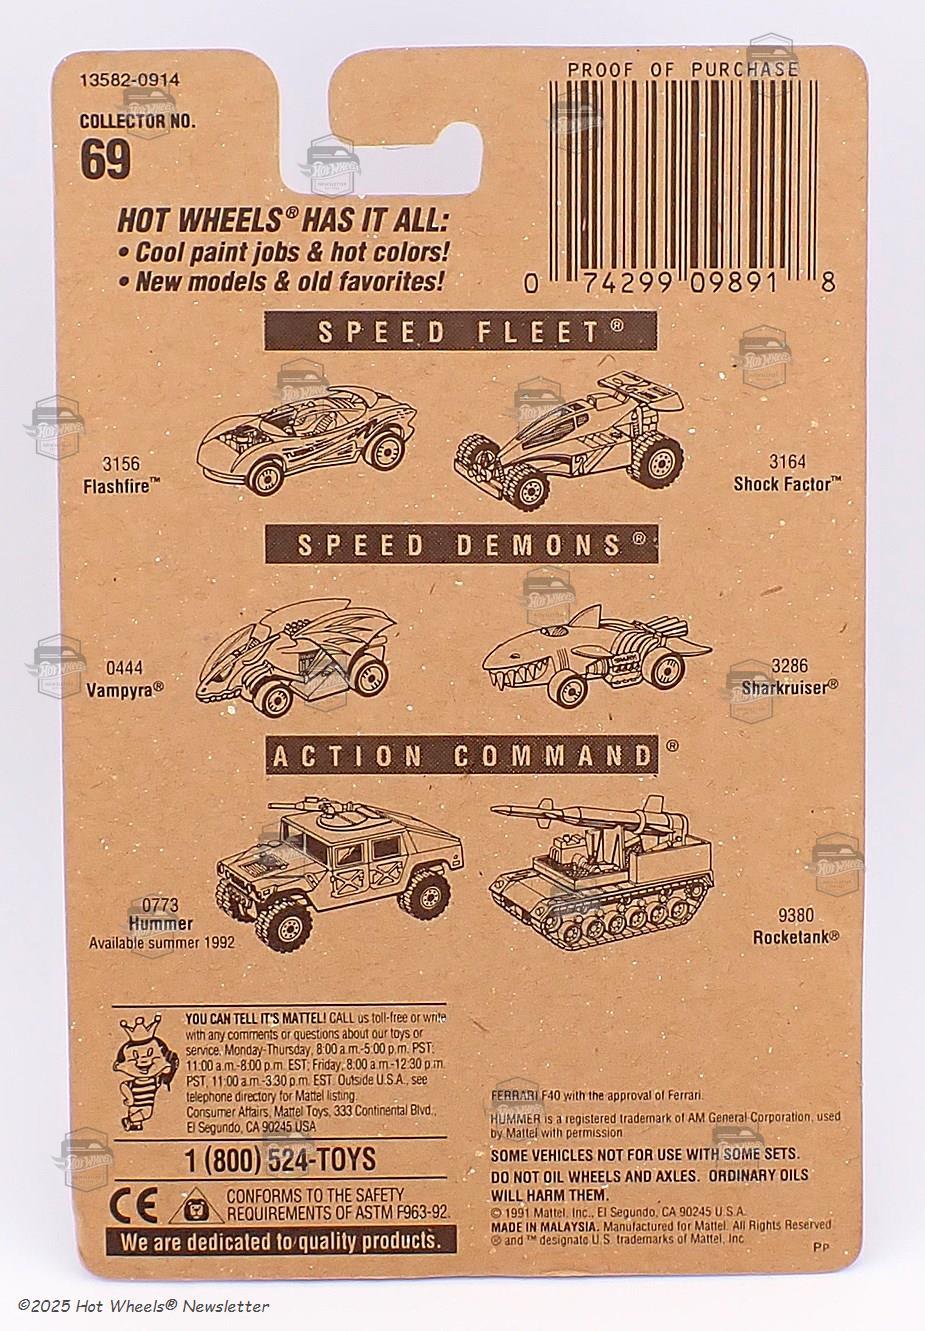 13582-0914
COLLECTOR NO.
69
PROOF OF PURCHASE
0 74299 09891 8
HOT WHEELS® HAS IT ALL:
• Cool paint jobs & hot colors!
• New models & old favorites!
SPEED FLEET®
3156
Flashfire™
3164
Shock Factor™
SPEED DEMONS®
0444
Vampyra®
3286
Sharkruiser®
ACTION COMMAND®
0773
Hummer
Available summer 1992
9380
Rocketank®
YOU CAN TELL IT'S MATTEL! CALL us toll-free or write
with any comments or questions about our toys or
service, Monday-Thursday, 8:00 a.m.-5:00 p.m. PST;
11:00 a.m.-8:00 p.m. EST; Friday, 8:00 a.m.-12:30 p.m.
PST, 11:00 a.m.-3:30 p.m. EST. Outside U.S.A., see
telephone directory for Mattel listing.
Consumer Affairs, Mattel Toys, 333 Continental Blvd.,
El Segundo, CA 90245 USA
1 (800) 524-TOYS
CE
CONFORMS TO THE SAFETY
REQUIREMENTS OF ASTM F963-92.
We are dedicated to quality products.
FERRARI F40 with the approval of Ferrari.
HUMMER is a registered trademark of AM General Corporation, used
by Mattel with permission.
SOME VEHICLES NOT FOR USE WITH SOME SETS.
DO NOT OIL WHEELS AND AXLES. ORDINARY OILS
WILL HARM THEM.
© 1991 Mattel, Inc., El Segundo, CA 90245 U.S.A.
MADE IN MALAYSIA. Manufactured for Mattel. All Rights Reserved
® and ™ designate U.S. trademarks of Mattel, Inc.
PP
©2025 Hot Wheels® Newsletter